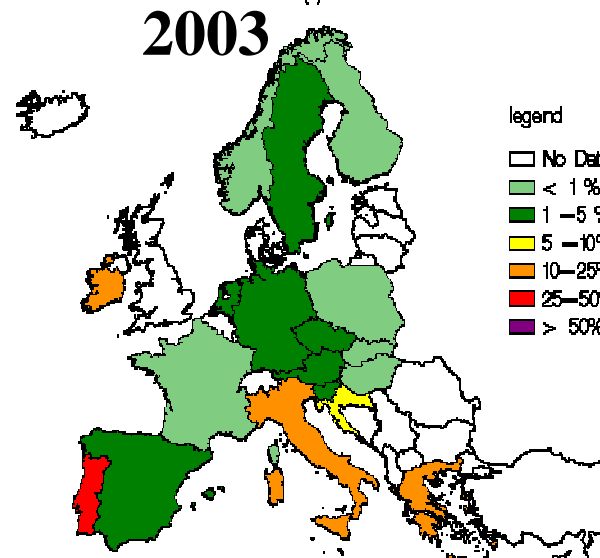 2003
legend
No Dat
< 1 %
1 –5 %
5 –10%
10–25%
25–50%
> 50%